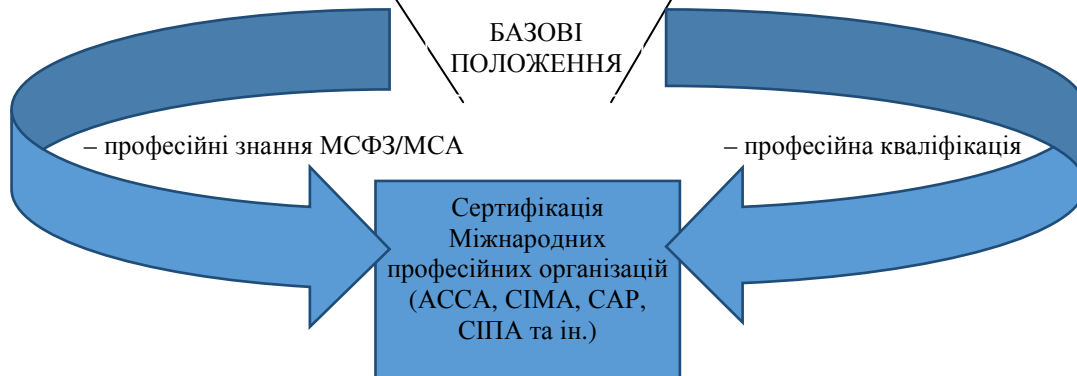 БАЗОВІ
ПОЛОЖЕННЯ
– професійні знання МСФЗ/МСА
– професійна кваліфікація
Сертифікація
Міжнародних
професійних організацій
(АССА, СІМА, САР,
СІПА та ін.)